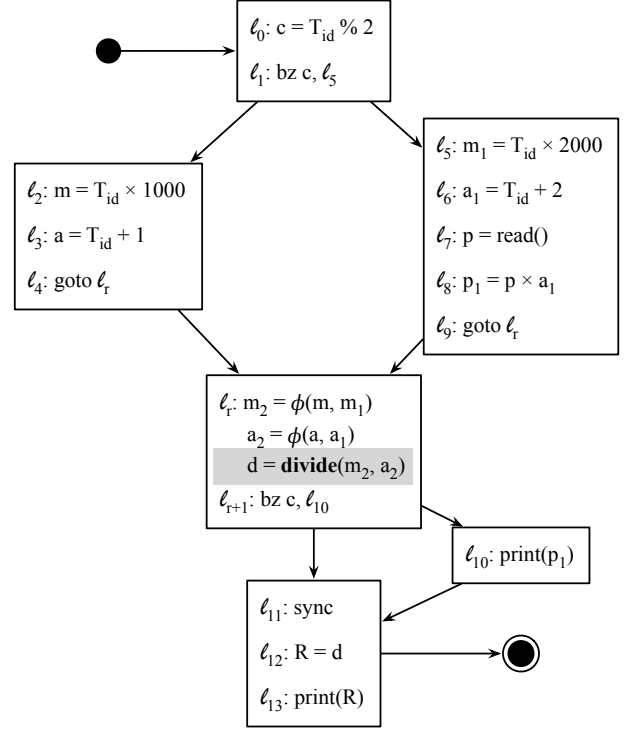 ℓ0: c = Tid % 2
ℓ1: bz c, ℓ5
ℓ2: m = Tid × 1000
ℓ3: a = Tid + 1
ℓ4: goto ℓr
ℓ5: m1 = Tid × 2000
ℓ6: a1 = Tid + 2
ℓ7: p = read()
ℓ8: p1 = p × a1
ℓ9: goto ℓr
ℓr: m2 = ϕ(m, m1)
a2 = ϕ(a, a1)
d = divide(m2, a2)
ℓr+1: bz c, ℓ10
ℓ10: print(p1)
ℓ11: sync
ℓ12: R = d
ℓ13: print(R)